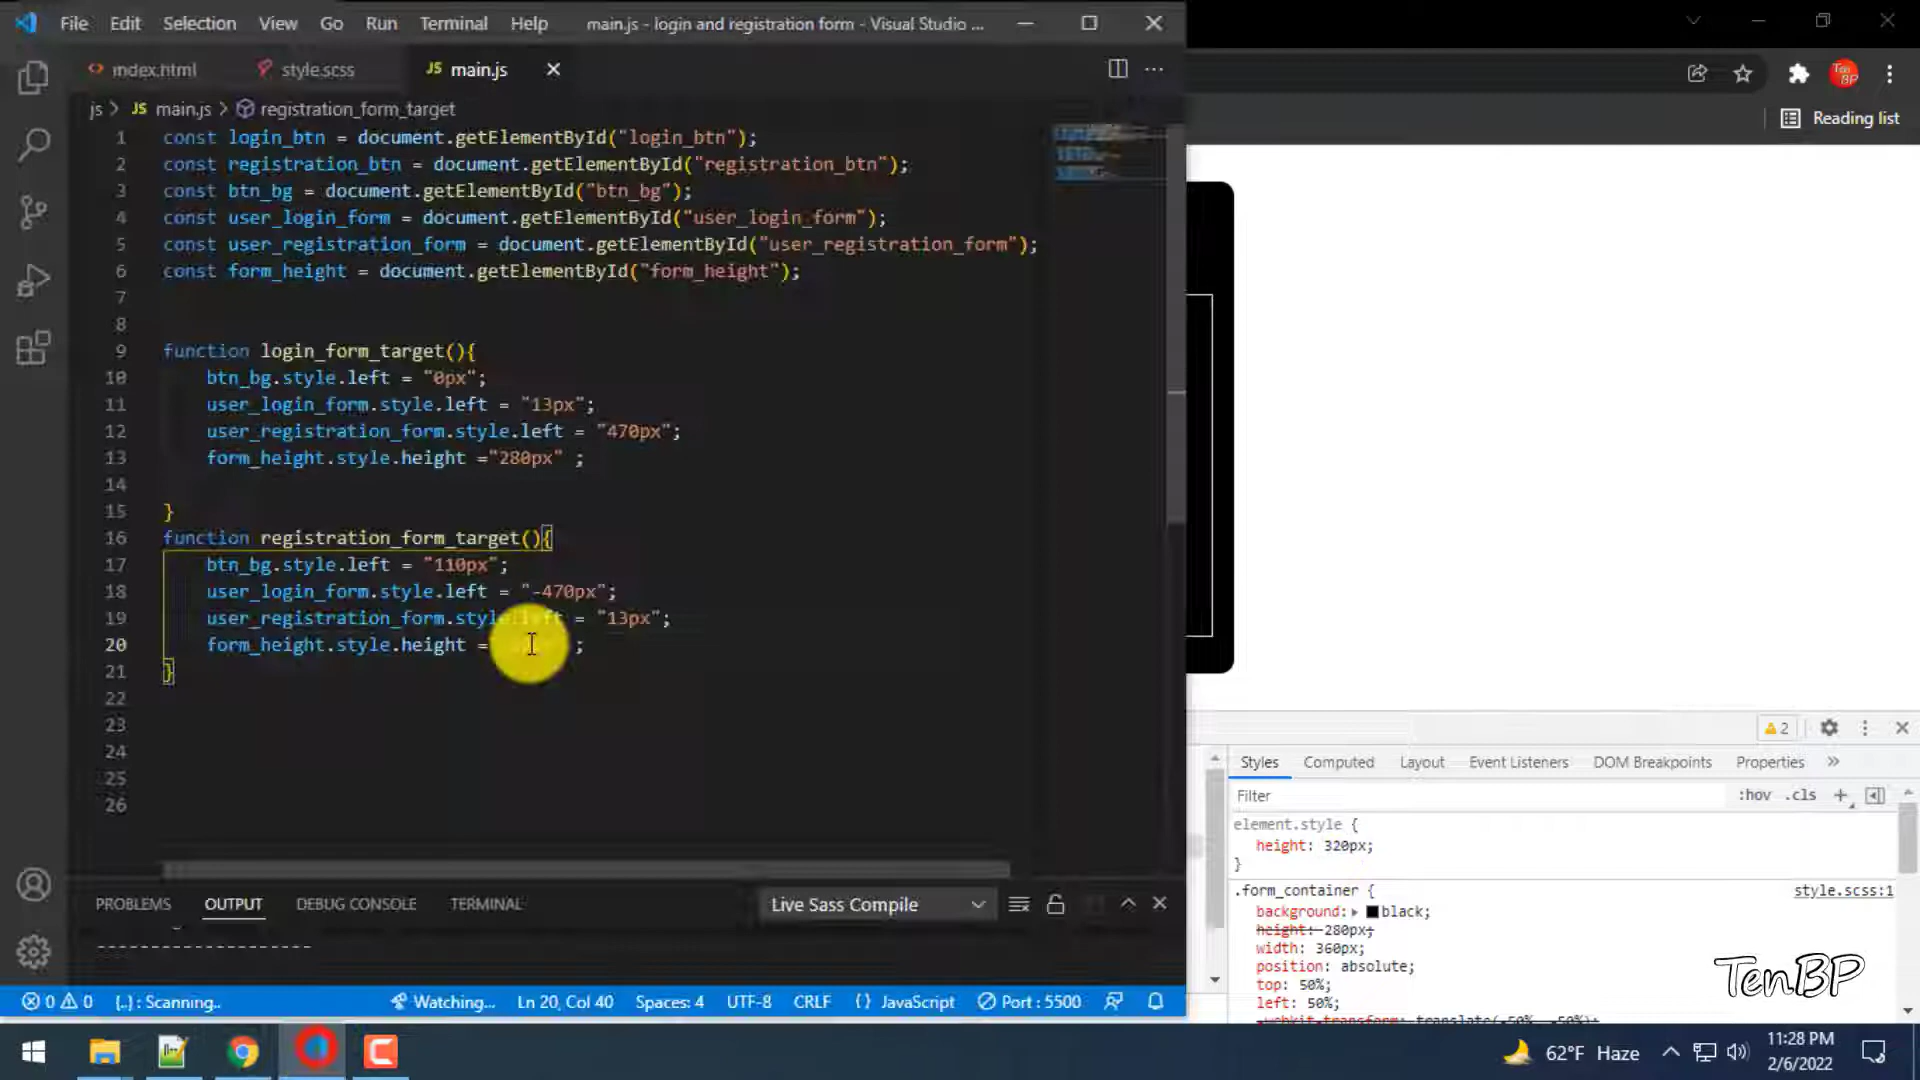 File Edit Selection View Go Run Terminal Help main.js - login and registration form - Visual Studio ...
index.html style.scss JS main.js
js > JS main.js > registration_form_target
Reading list
1 const login_btn = document.getElementById("login_btn");
2 const registration_btn = document.getElementById("registration_btn");
3 const btn_bg = document.getElementById("btn_bg");
4 const user_login_form = document.getElementById("user_login_form");
5 const user_registration_form = document.getElementById("user_registration_form");
6 const form_height = document.getElementById("form_height");
7
8
9 function login_form_target(){
10 btn_bg.style.left = "0px";
11 user_login_form.style.left = "13px";
12 user_registration_form.style.left = "470px";
13 form_height.style.height ="280px" ;
14
15 }
16 function registration_form_target(){
17 btn_bg.style.left = "110px";
18 user_login_form.style.left = "-470px";
19 user_registration_form.style.left = "13px";
20 form_height.style.height = ;
21 }
22
23
24
25
26
PROBLEMS OUTPUT DEBUG CONSOLE TERMINAL Live Sass Compile
--------------------
0 0 {..} : Scanning.. Watching... Ln 20, Col 40 Spaces: 4 UTF-8 CRLF {} JavaScript Port : 5500
2
Styles Computed Layout Event Listeners DOM Breakpoints Properties »
Filter :hov .cls +
element.style {
height: 320px;
}
.form_container { style.scss:1
background: black;
height: 280px;
width: 360px;
position: absolute;
top: 50%;
left: 50%;
-webkit-transform: translate(-50%, -50%);
TenBP
62°F Haze 11:28 PM
2/6/2022